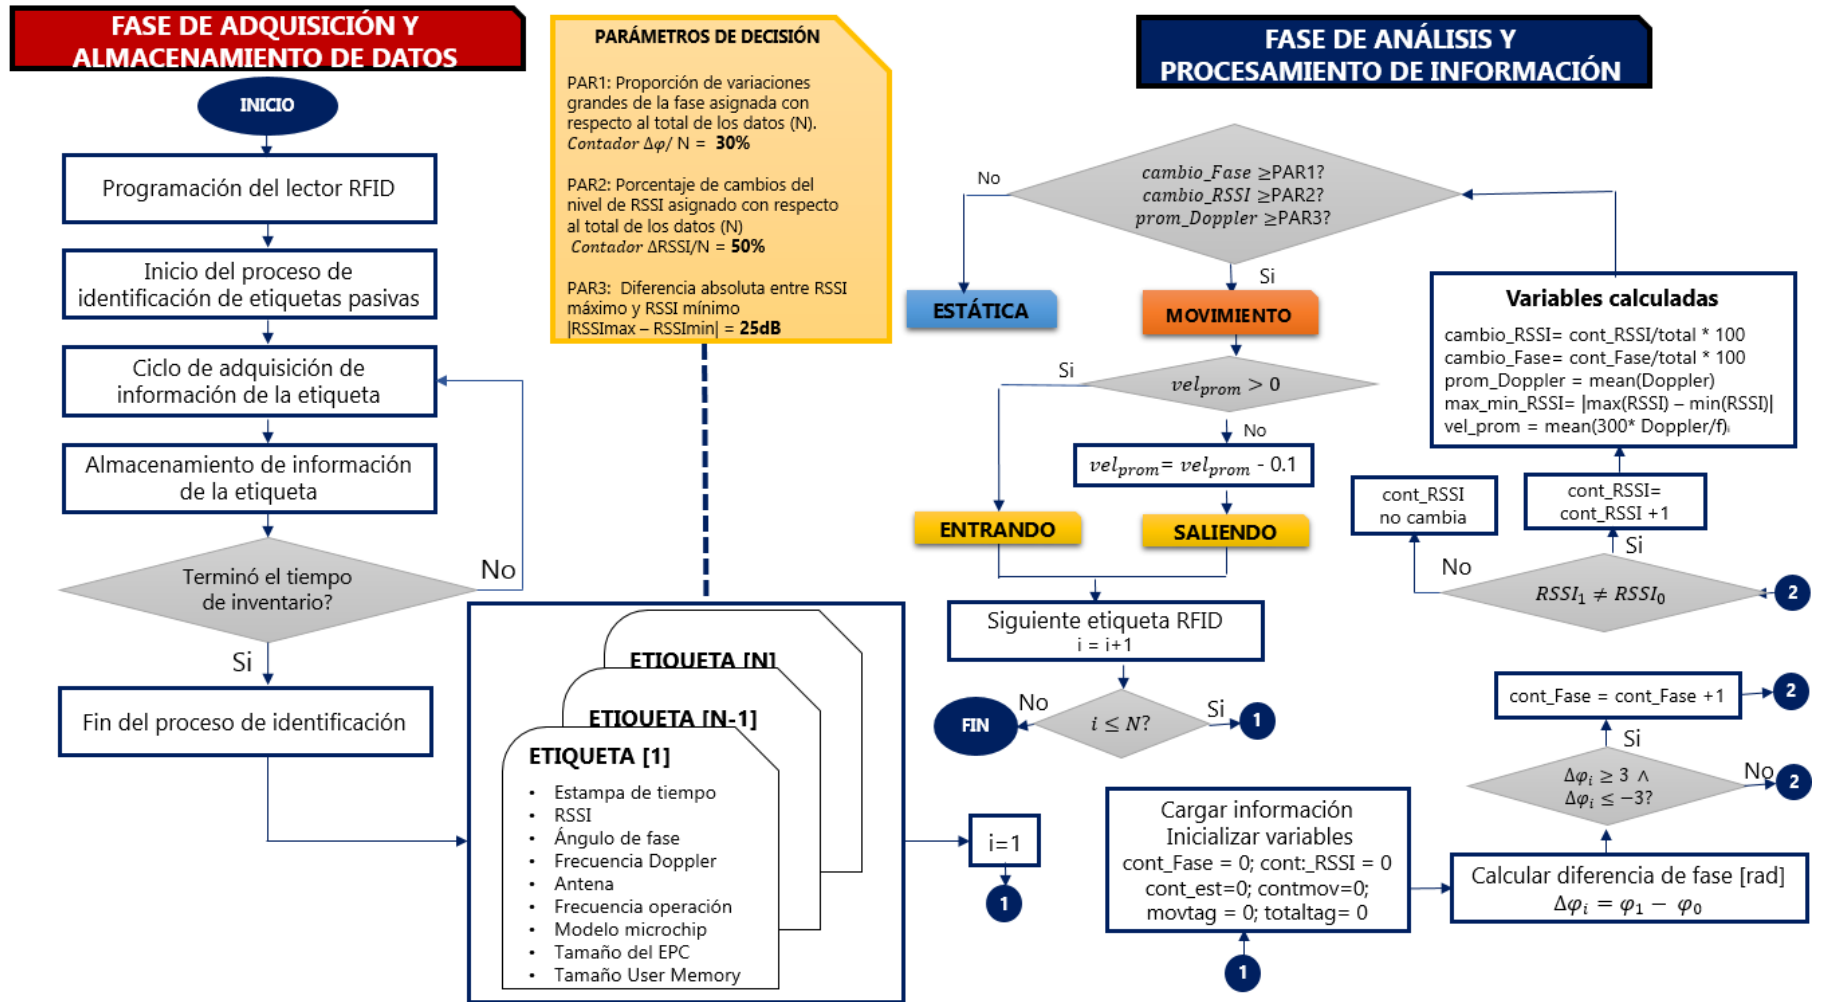 FASE DE ADQUISICIÓN Y
ALMACENAMIENTO DE DATOS
INICIO
Programación del lector RFID
Inicio del proceso de
identificación de etiquetas pasivas
Ciclo de adquisición de
información de la etiqueta
Almacenamiento de información
de la etiqueta
Terminó el tiempo
de inventario?
No
Si
Fin del proceso de identificación
PARÁMETROS DE DECISIÓN
PAR1: Proporción de variaciones
grandes de la fase asignada con
respecto al total de los datos (N).
Contador Δφ/ N = 30%
PAR2: Porcentaje de cambios del
nivel de RSSI asignado con respecto
al total de los datos (N)
Contador ΔRSSI/N = 50%
PAR3: Diferencia absoluta entre RSSI
máximo y RSSI mínimo
|RSSImax – RSSImin| = 25dB
ETIQUETA [N]
ETIQUETA [N-1]
ETIQUETA [1]
• Estampa de tiempo
• RSSI
• Ángulo de fase
• Frecuencia Doppler
• Antena
• Frecuencia operación
• Modelo microchip
• Tamaño del EPC
• Tamaño User Memory
i=1
1
FASE DE ANÁLISIS Y
PROCESAMIENTO DE INFORMACIÓN
cambio_Fase ≥PAR1?
cambio_RSSI ≥PAR2?
prom_Doppler ≥PAR3?
No
Si
ESTÁTICA
MOVIMIENTO
vel_prom > 0
Si
No
vel_prom= vel_prom - 0.1
ENTRANDO
SALIENDO
Siguiente etiqueta RFID
i = i+1
i ≤ N?
No
Si
FIN
1
Variables calculadas
cambio_RSSI= cont_RSSI/total * 100
cambio_Fase= cont_Fase/total * 100
prom_Doppler = mean(Doppler)
max_min_RSSI= |max(RSSI) – min(RSSI)|
vel_prom = mean(300* Doppler/f)
cont_RSSI
no cambia
cont_RSSI=
cont_RSSI +1
No
Si
RSSI₁ ≠ RSSI₀
2
cont_Fase = cont_Fase +1
2
Si
Δφᵢ ≥ 3 ∧
Δφᵢ ≤ −3?
No
2
Calcular diferencia de fase [rad]
Δφᵢ = φ₁ − φ₀
Cargar información
Inicializar variables
cont_Fase = 0; cont:_RSSI = 0
cont_est=0; contmov=0;
movtag = 0; totaltag= 0
1